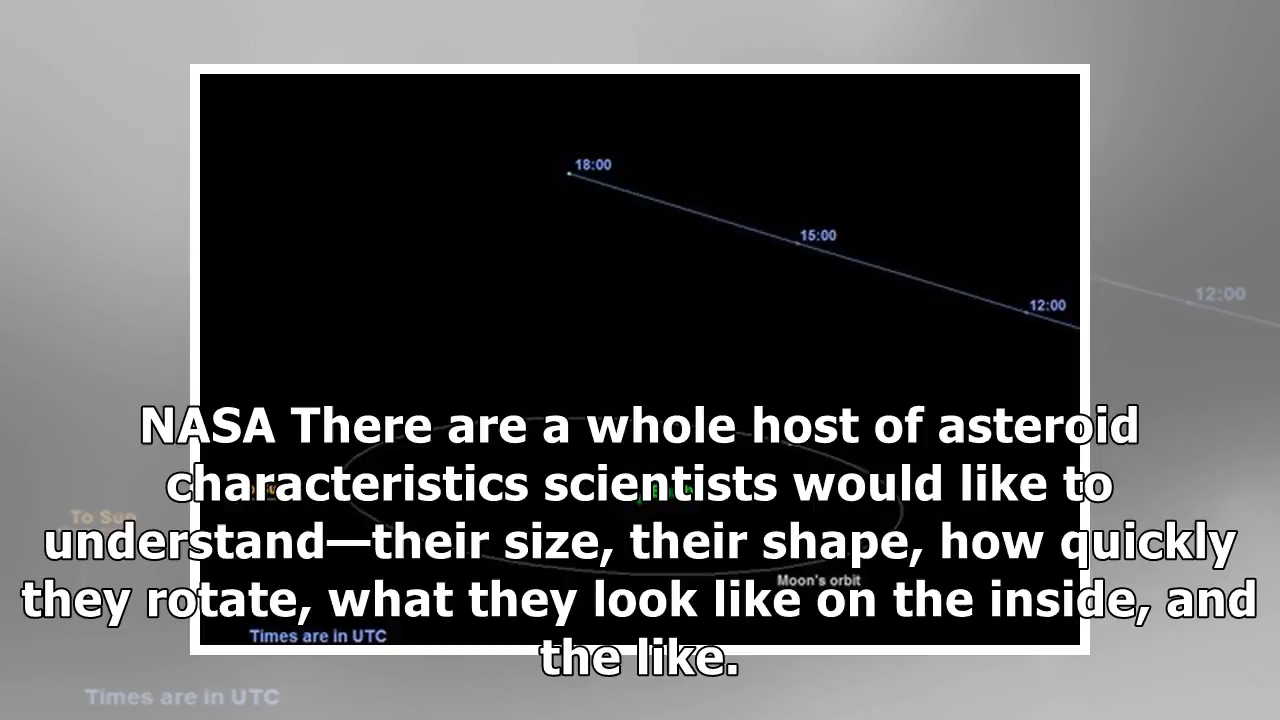 18:00
15:00
12:00
12:00
NASA There are a whole host of asteroid
characteristics scientists would like to
understand—their size, their shape, how quickly
they rotate, what they look like on the inside, and
the like.
To Sun
Moon's orbit
Times are in UTC
Times are in UTC